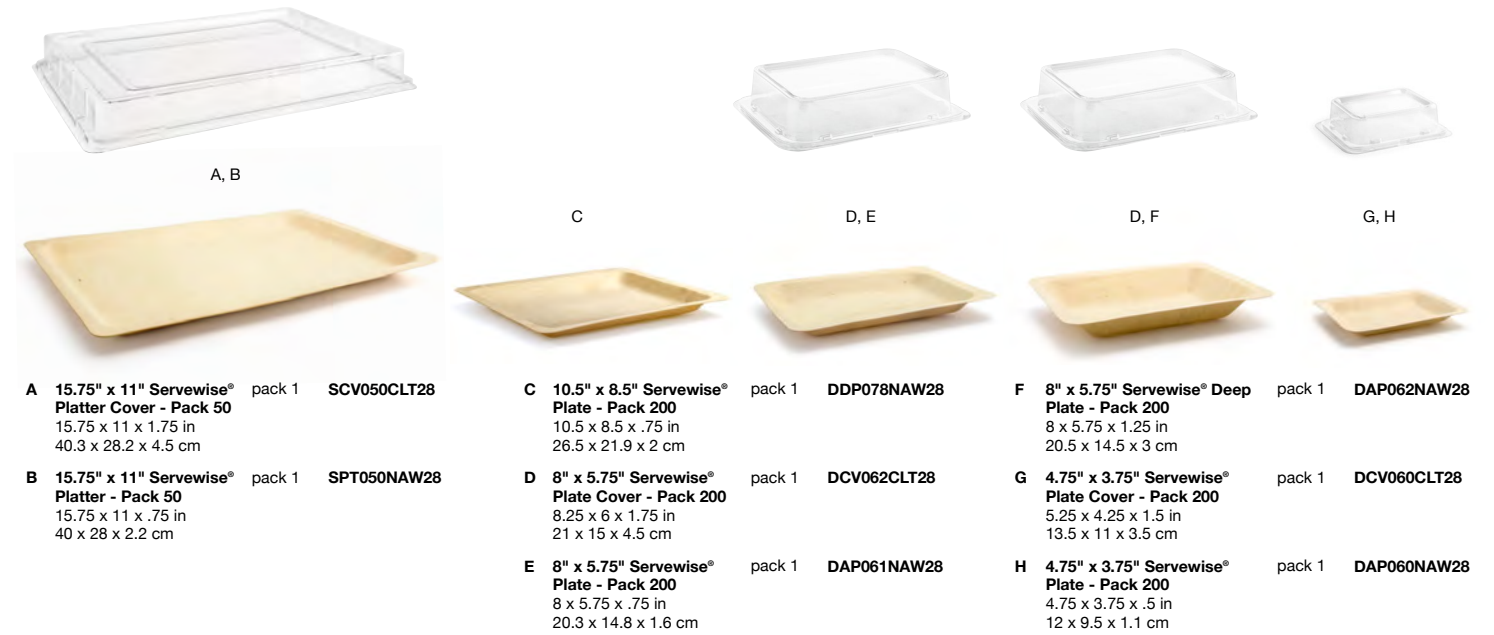 A, B
C
D, E
D, F
G, H
A 15.75" x 11" Servewise® pack 1 SCV050CLT28
Platter Cover - Pack 50
15.75 x 11 x 1.75 in
40.3 x 28.2 x 4.5 cm
B 15.75" x 11" Servewise® pack 1 SPT050NAW28
Platter - Pack 50
15.75 x 11 x .75 in
40 x 28 x 2.2 cm
C 10.5" x 8.5" Servewise® pack 1 DDP078NAW28
Plate - Pack 200
10.5 x 8.5 x .75 in
26.5 x 21.9 x 2 cm
D 8" x 5.75" Servewise® pack 1 DCV062CLT28
Plate Cover - Pack 200
8.25 x 6 x 1.75 in
21 x 15 x 4.5 cm
E 8" x 5.75" Servewise® pack 1 DAP061NAW28
Plate - Pack 200
8 x 5.75 x .75 in
20.3 x 14.8 x 1.6 cm
F 8" x 5.75" Servewise® Deep pack 1 DAP062NAW28
Plate - Pack 200
8 x 5.75 x 1.25 in
20.5 x 14.5 x 3 cm
G 4.75" x 3.75" Servewise® pack 1 DCV060CLT28
Plate Cover - Pack 200
5.25 x 4.25 x 1.5 in
13.5 x 11 x 3.5 cm
H 4.75" x 3.75" Servewise® pack 1 DAP060NAW28
Plate - Pack 200
4.75 x 3.75 x .5 in
12 x 9.5 x 1.1 cm